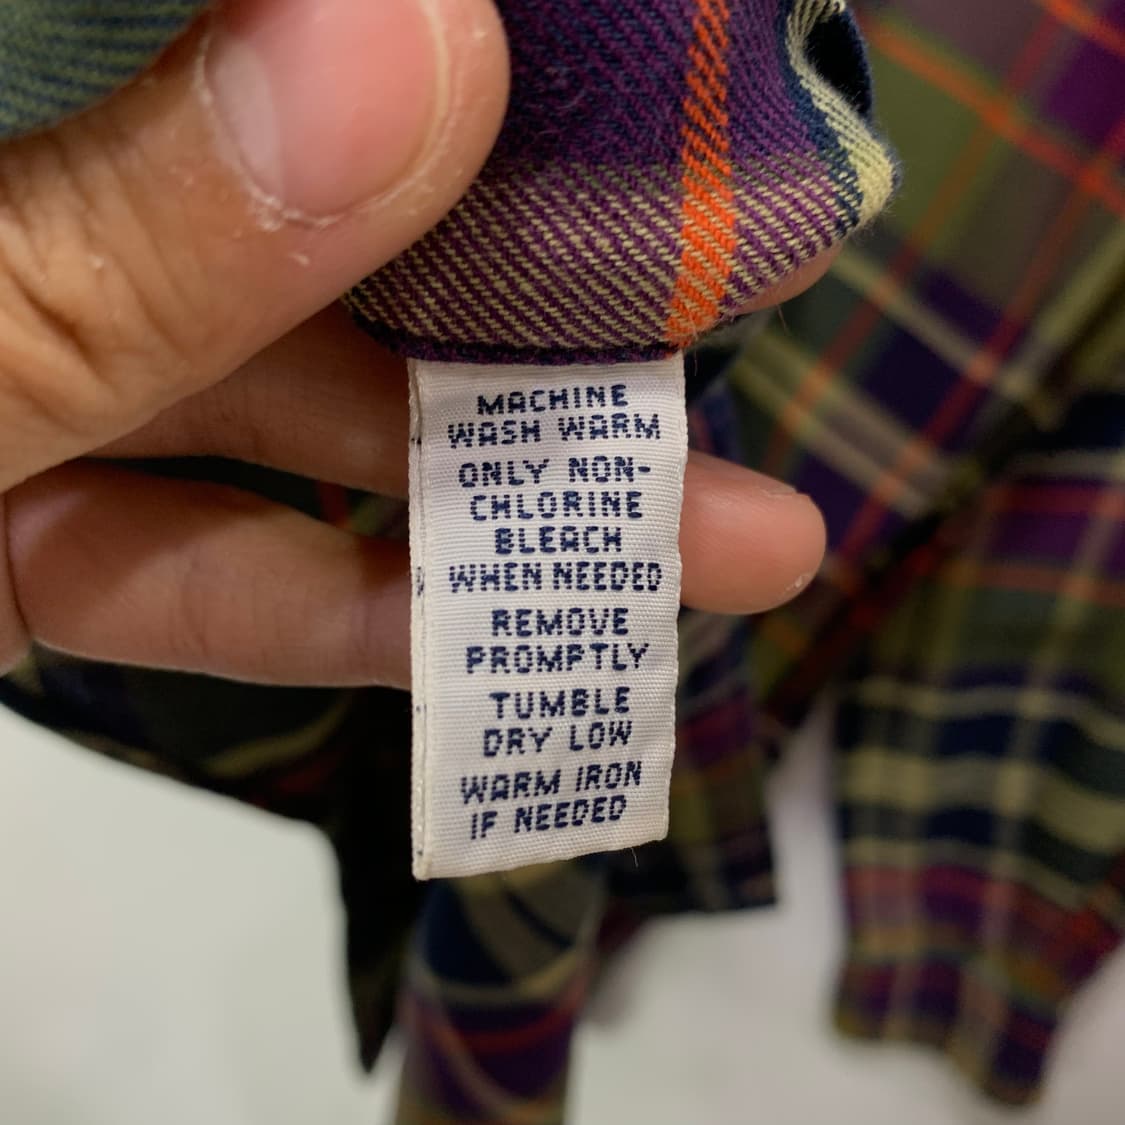 MACHINE
WASH WARM
ONLY NON-
CHLORINE
BLEACH
WHEN NEEDED
REMOVE
PROMPTLY
TUMBLE
DRY LOW
WARM IRON
IF NEEDED